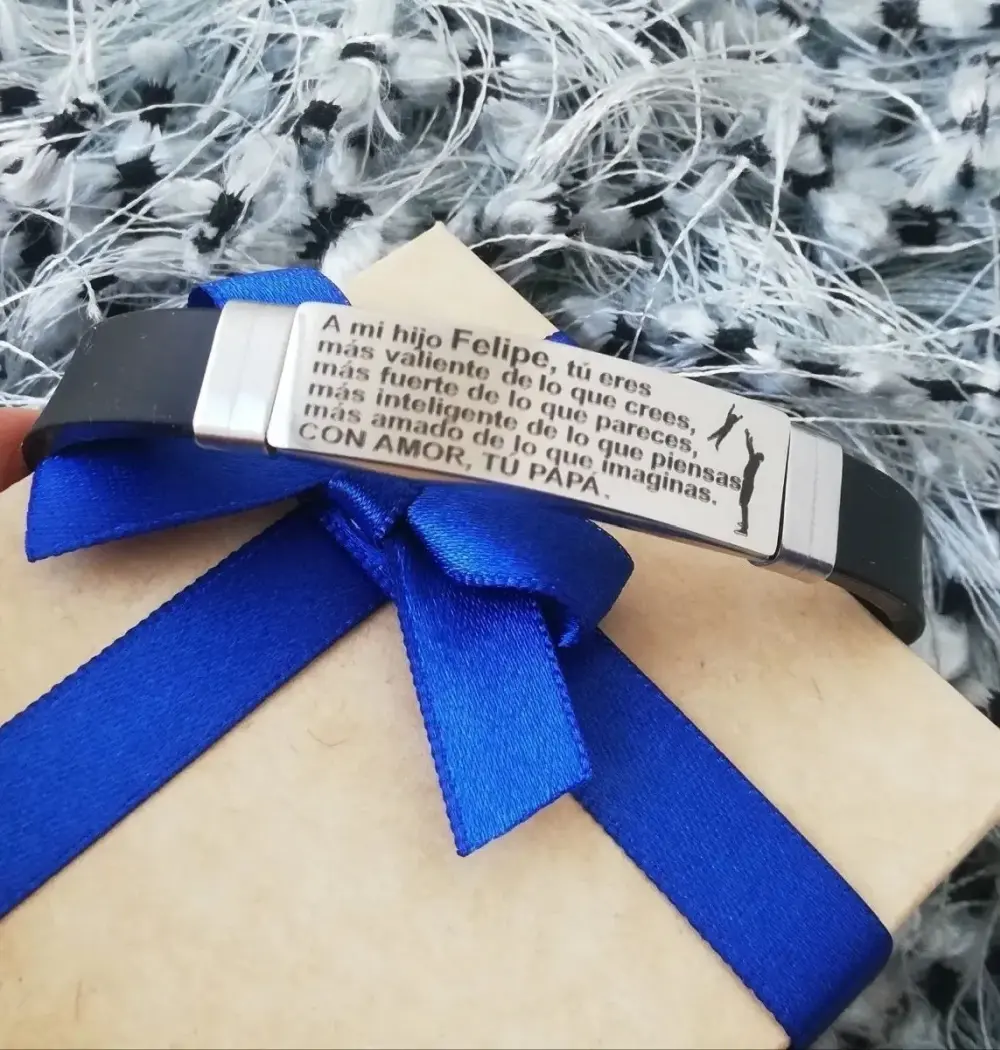 A mi hijo Felipe, tú eres
más valiente de lo que crees,
más fuerte de lo que pareces,
más inteligente de lo que piensas
más amado de lo que imaginas.
CON AMOR, TÚ PAPÁ.